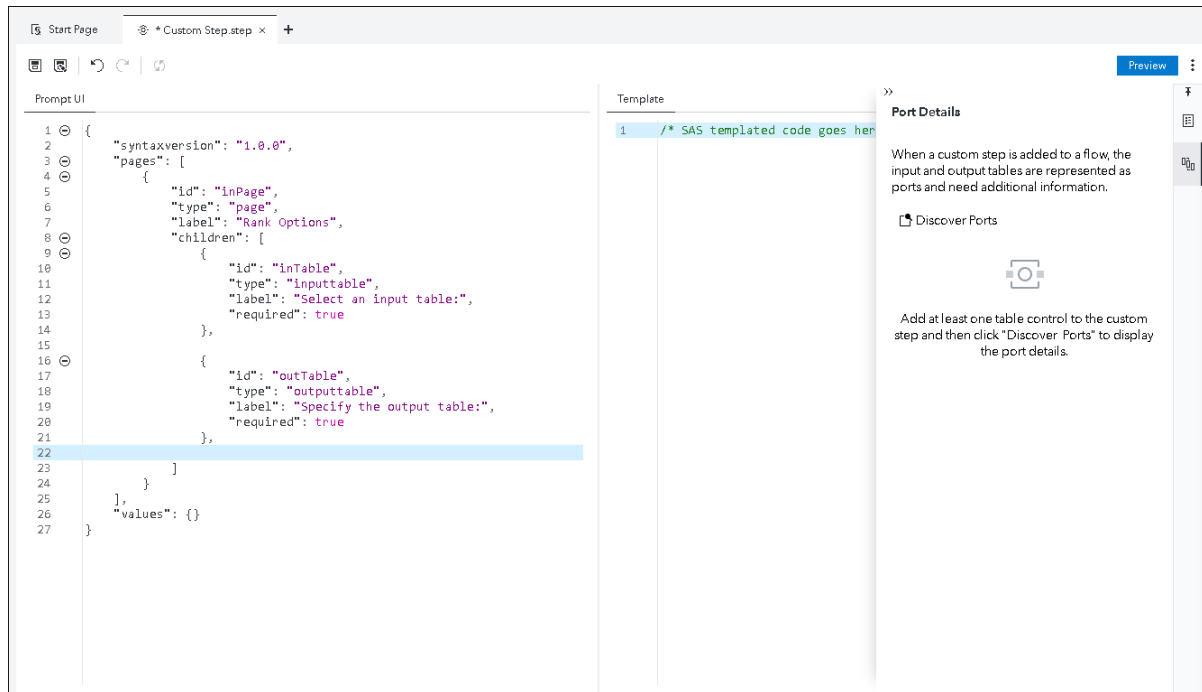 Start Page
* Custom Step.step
Preview
Prompt UI
1 {
2 "syntaxversion": "1.0.0",
3 "pages": [
4 {
5 "id": "inPage",
6 "type": "page",
7 "label": "Rank Options",
8 "children": [
9 {
10 "id": "inTable",
11 "type": "inputtable",
12 "label": "Select an input table:",
13 "required": true
14 },
15
16 {
17 "id": "outTable",
18 "type": "outputtable",
19 "label": "Specify the output table:",
20 "required": true
21 },
22
23 ]
24 }
25 ],
26 "values": {}
27 }
Template
1 /* SAS templated code goes her
Port Details
When a custom step is added to a flow, the
input and output tables are represented as
ports and need additional information.
Discover Ports
Add at least one table control to the custom
step and then click "Discover Ports" to display
the port details.